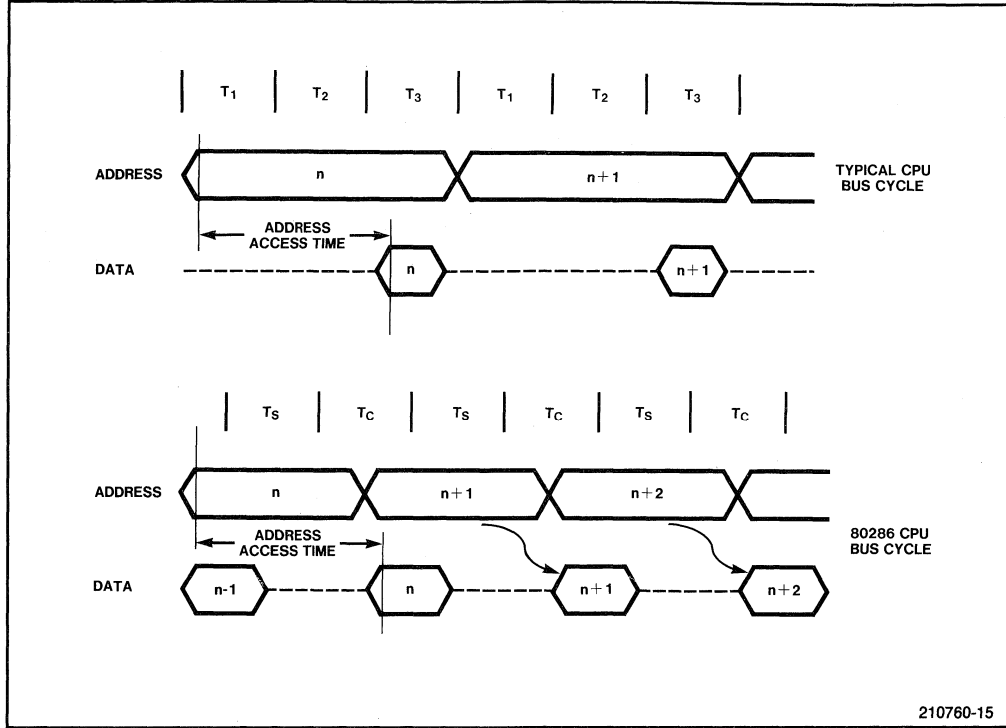 T1 T2 T3 T1 T2 T3
ADDRESS n n+1 TYPICAL CPU
BUS CYCLE
ADDRESS
ACCESS TIME
DATA n n+1
TS TC TS TC TS TC
ADDRESS n n+1 n+2
80286 CPU
BUS CYCLE
ADDRESS
ACCESS TIME
DATA n-1 n n+1 n+2
210760-15